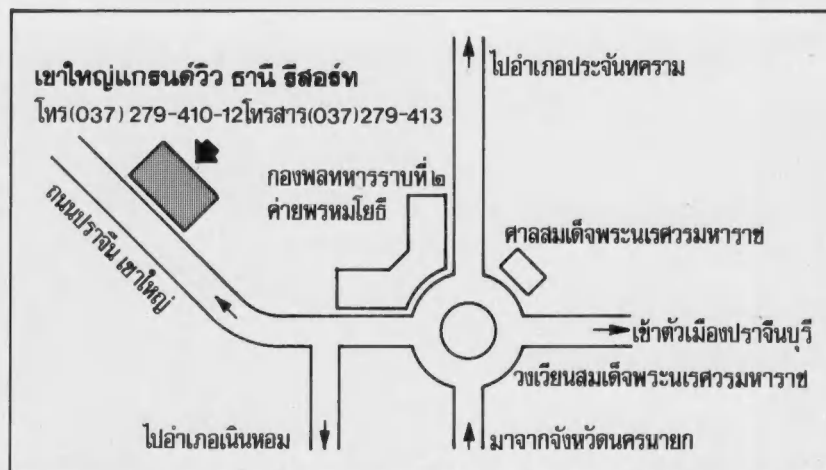 เขาใหญ่แกรนด์วิว ธานี รีสอร์ท
โทร(037) 279-410-12โทรสาร(037)279-413
ไปอำเภอประจันทคราม
กองพลทหารราบที่ ๒
ค่ายพรหมโยธี
ศาลสมเด็จพระนเรศวรมหาราช
ถนนปราจีน เขาใหญ่
เข้าตัวเมืองปราจีนบุรี
วงเวียนสมเด็จพระนเรศวรมหาราช
ไปอำเภอเนินหอม
มาจากจังหวัดนครนายก